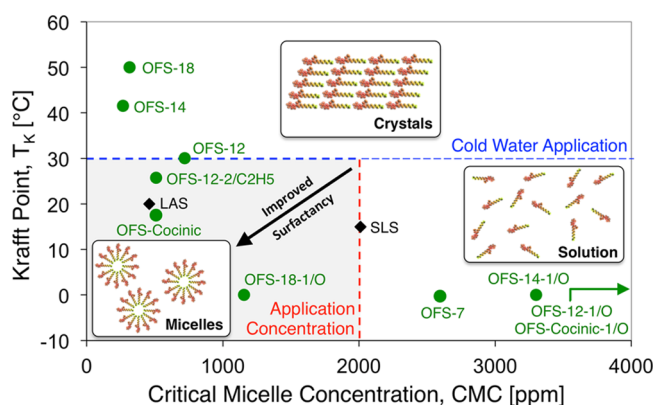 60
50
40
30
20
10
0
-10
Krafft Point, T_K [°C]
OFS-18
OFS-14
OFS-12
OFS-12-2/C2H5
LAS
OFS-Cocinic
Crystals
Cold Water Application
Improved
Surfactancy
SLS
Solution
Micelles
OFS-18-1/O
Application
Concentration
OFS-7
OFS-14-1/O
OFS-12-1/O
OFS-Cocinic-1/O
0
1000
2000
3000
4000
Critical Micelle Concentration, CMC [ppm]